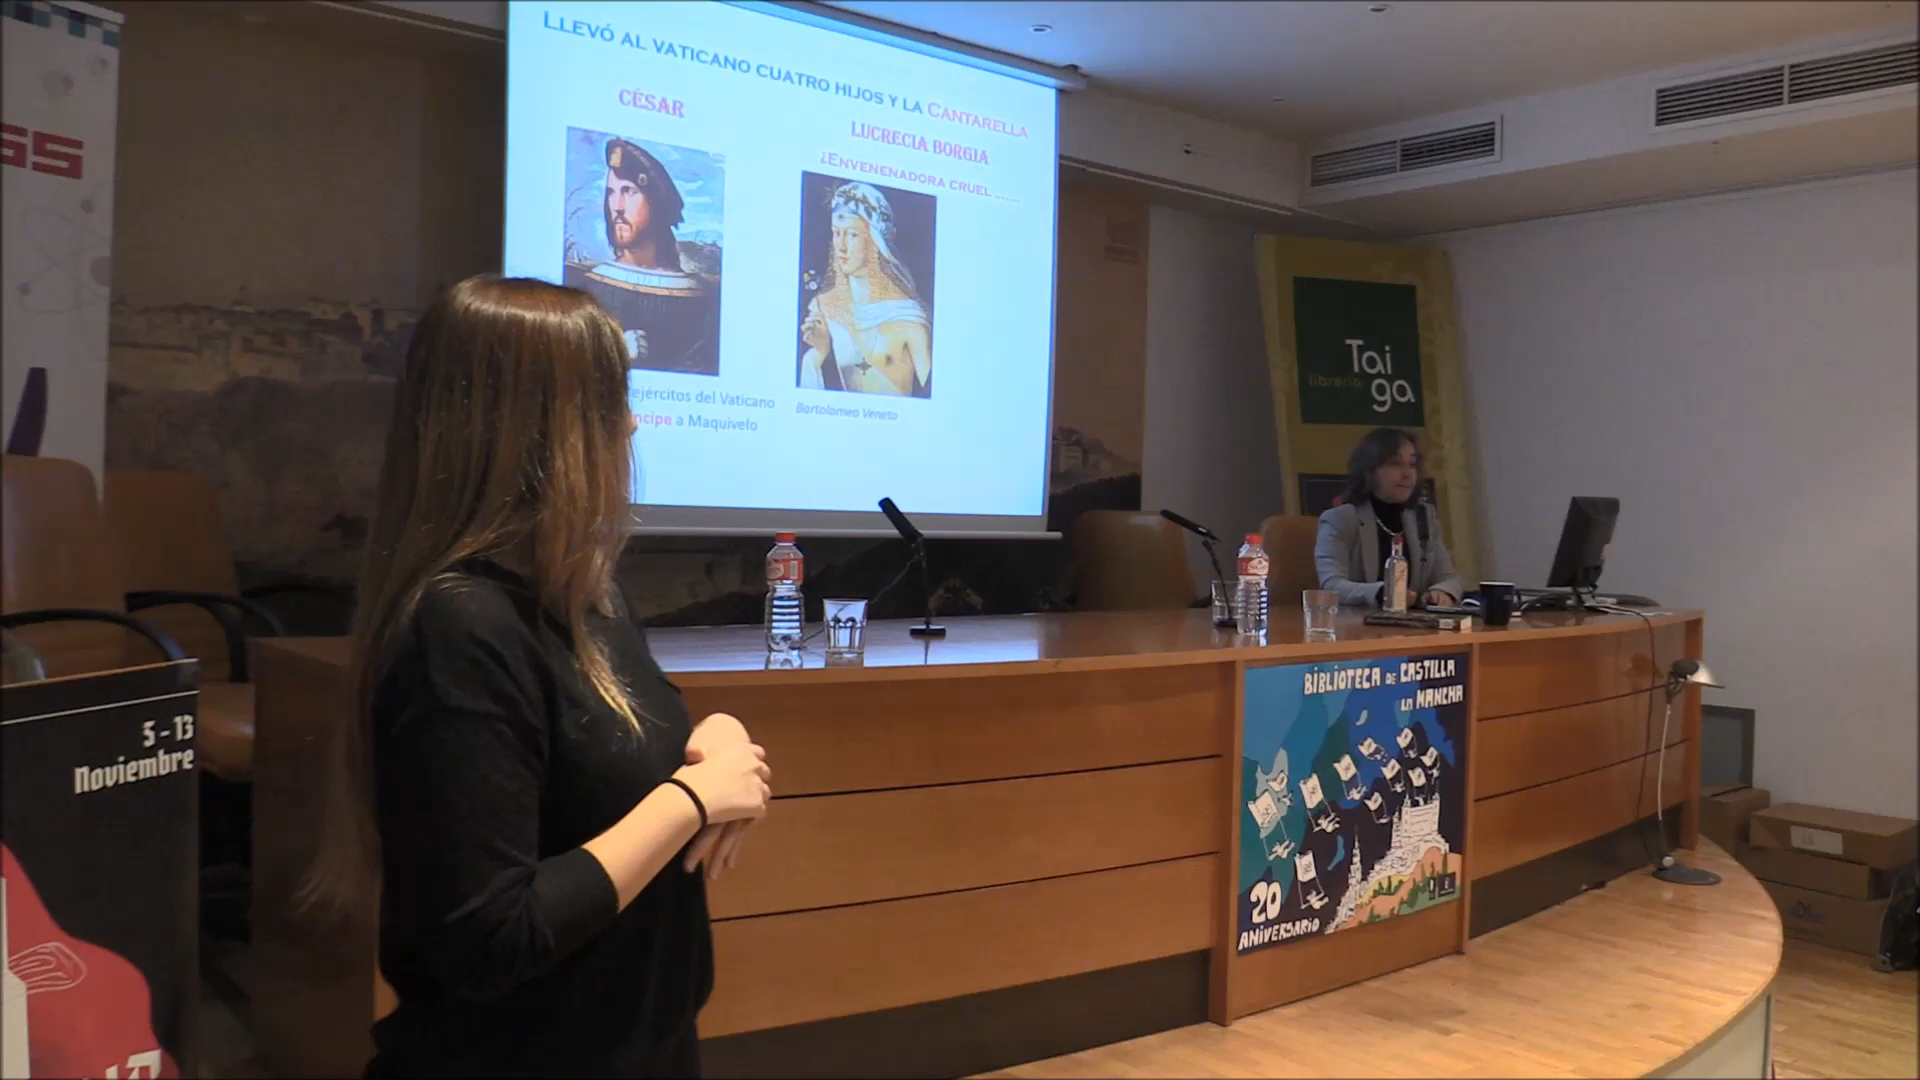 LLEVÓ AL VATICANO CUATRO HIJOS Y LA CANTARELLA
CÉSAR
LUCRECIA BORGIA
¿ENVENENADORA CRUEL.......
ejércitos del Vaticano
ncipe a Maquivelo
Bartolomeo Veneto
Tai
librería
ga
5-13
Noviembre
BIBLIOTECA DE CASTILLA
LA MANCHA
20
ANIVERSARIO